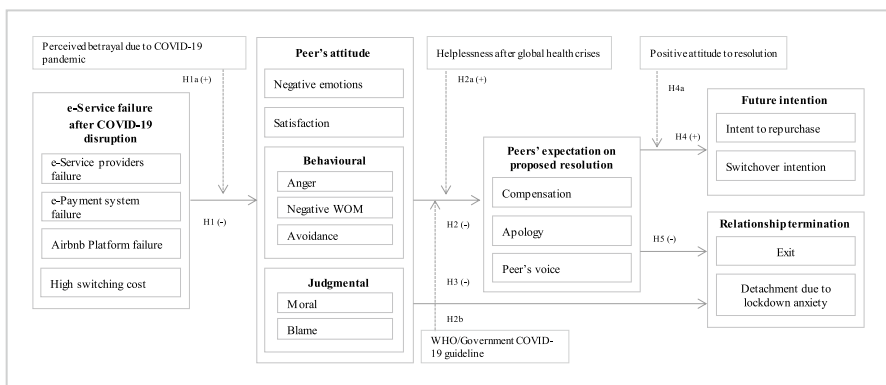 Perceived betrayal due to COVID-19
pandemic
H1a (+)
e-Service failure
after COVID-19
disruption
e-Service providers
failure
e-Payment system
failure
Airbnb Platform failure
High switching cost
H1 (-)
Peer's attitude
Negative emotions
Satisfaction
Behavioural
Anger
Negative WOM
Avoidance
Judgmental
Moral
Blame
Helplessness after global health crises
H2a (+)
H2 (-)
H3 (-)
H2b
WHO/Government COVID-
19 guideline
Peers' expectation on
proposed resolution
Compensation
Apology
Peer's voice
Positive attitude to resolution
H4a
H4 (+)
H5 (-)
Future intention
Intent to repurchase
Switchover intention
Relationship termination
Exit
Detachment due to
lockdown anxiety